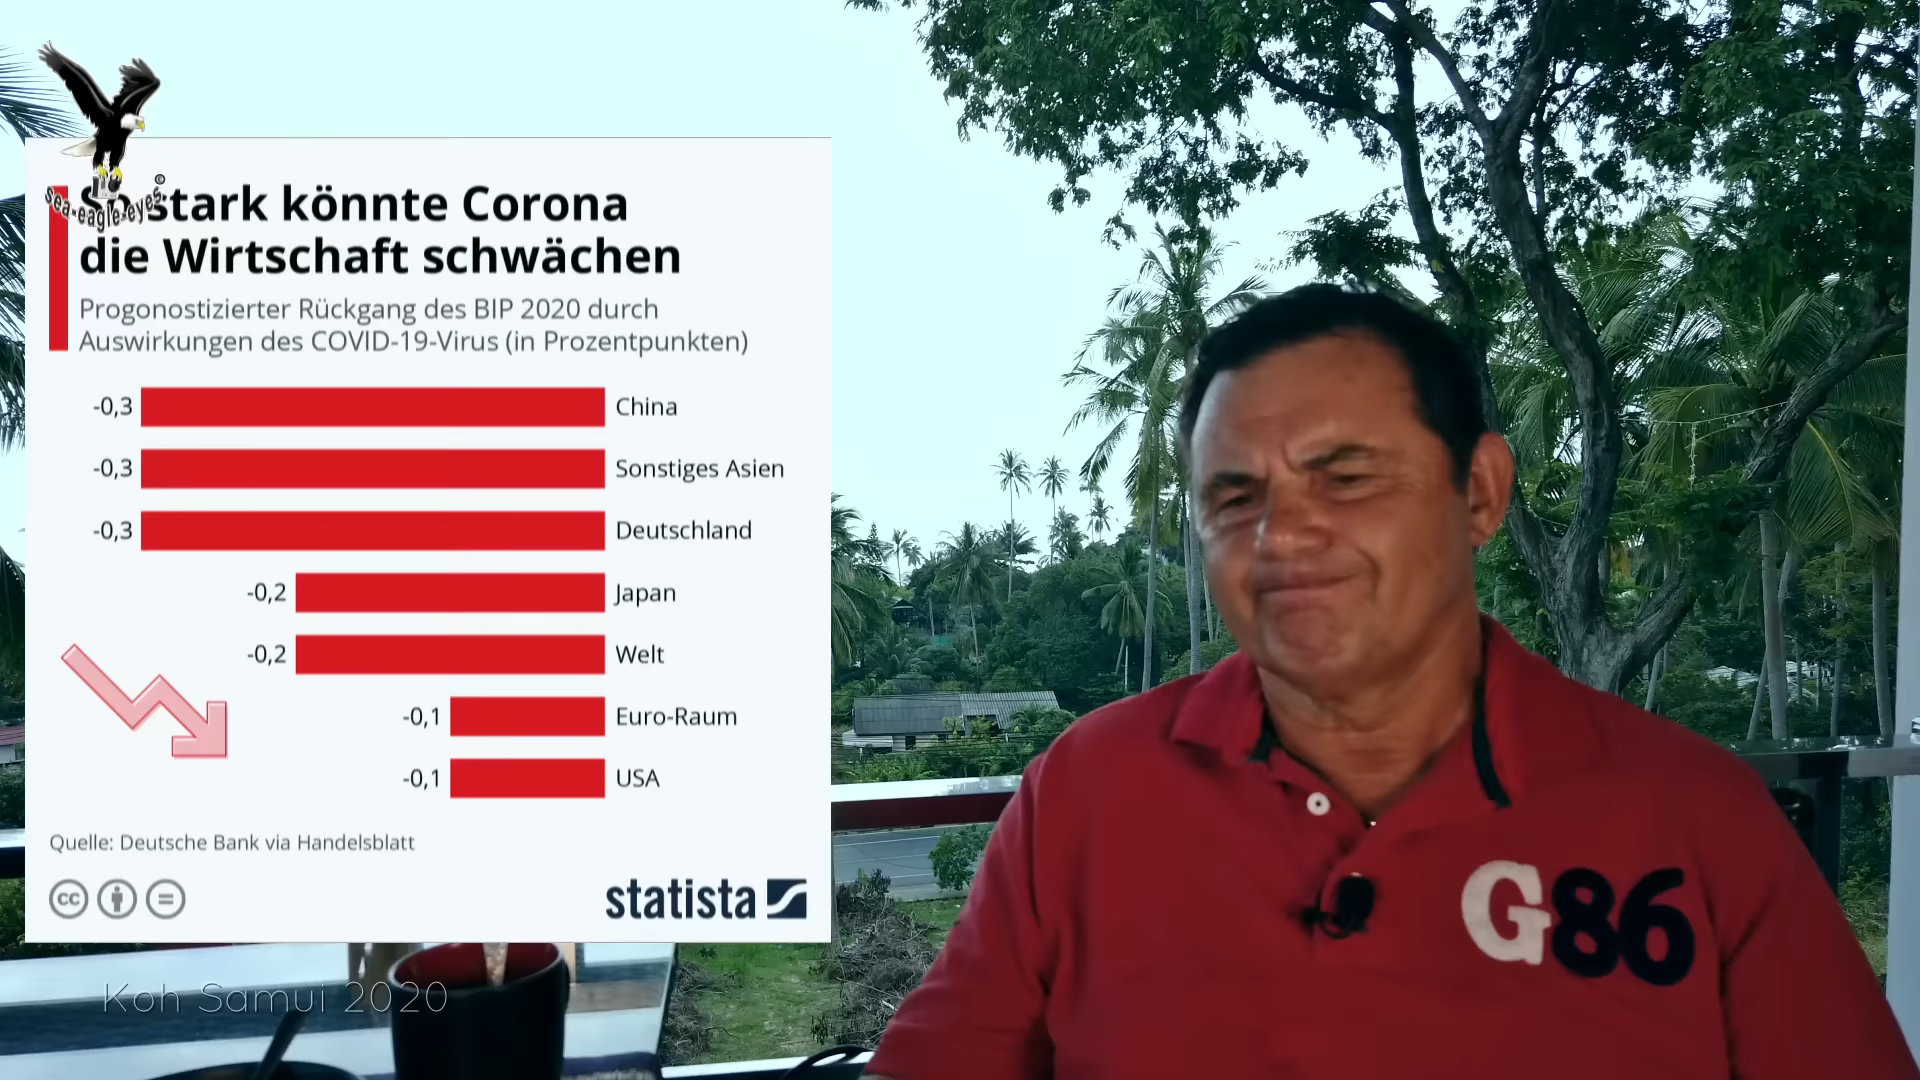 sea-eagle-eyes©
So stark könnte Corona
die Wirtschaft schwächen
Progonostizierter Rückgang des BIP 2020 durch
Auswirkungen des COVID-19-Virus (in Prozentpunkten)
-0,3 China
-0,3 Sonstiges Asien
-0,3 Deutschland
-0,2 Japan
-0,2 Welt
-0,1 Euro-Raum
-0,1 USA
Quelle: Deutsche Bank via Handelsblatt
cc
statista
Koh Samui 2020
G86